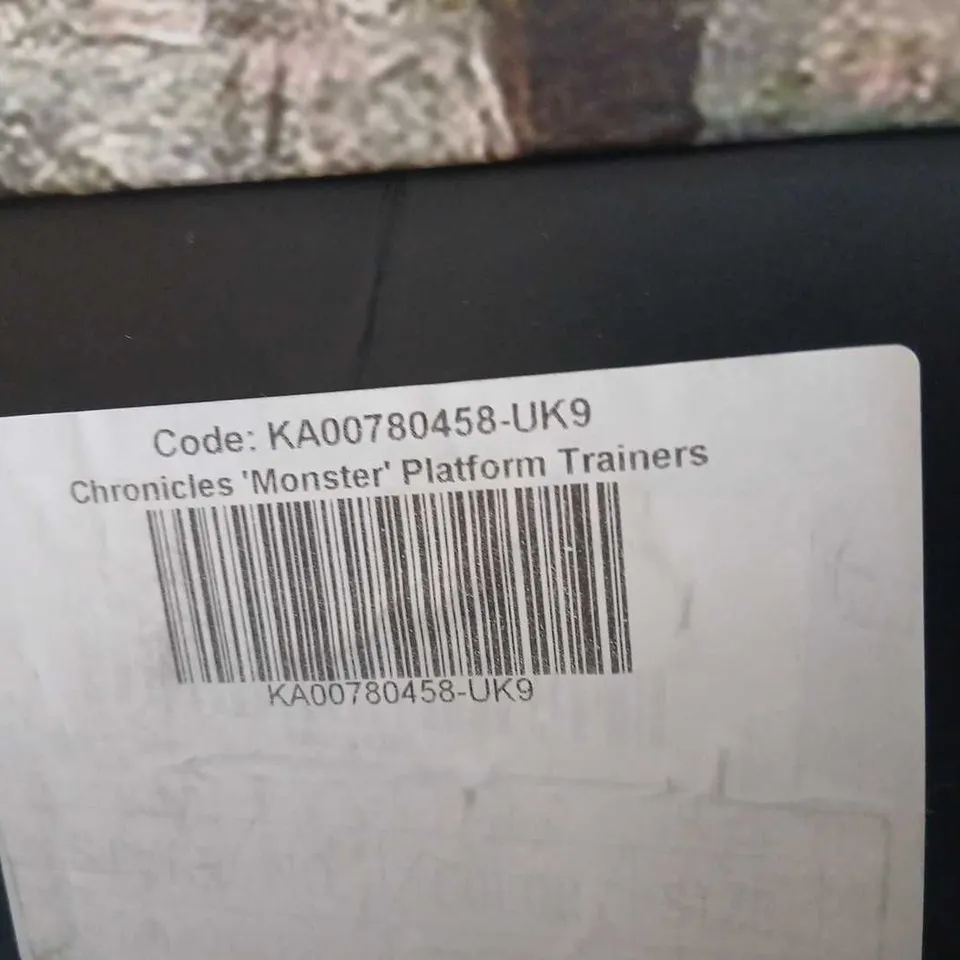 Code: KA00780458-UK9
Chronicles 'Monster' Platform Trainers
KA00780458-UK9